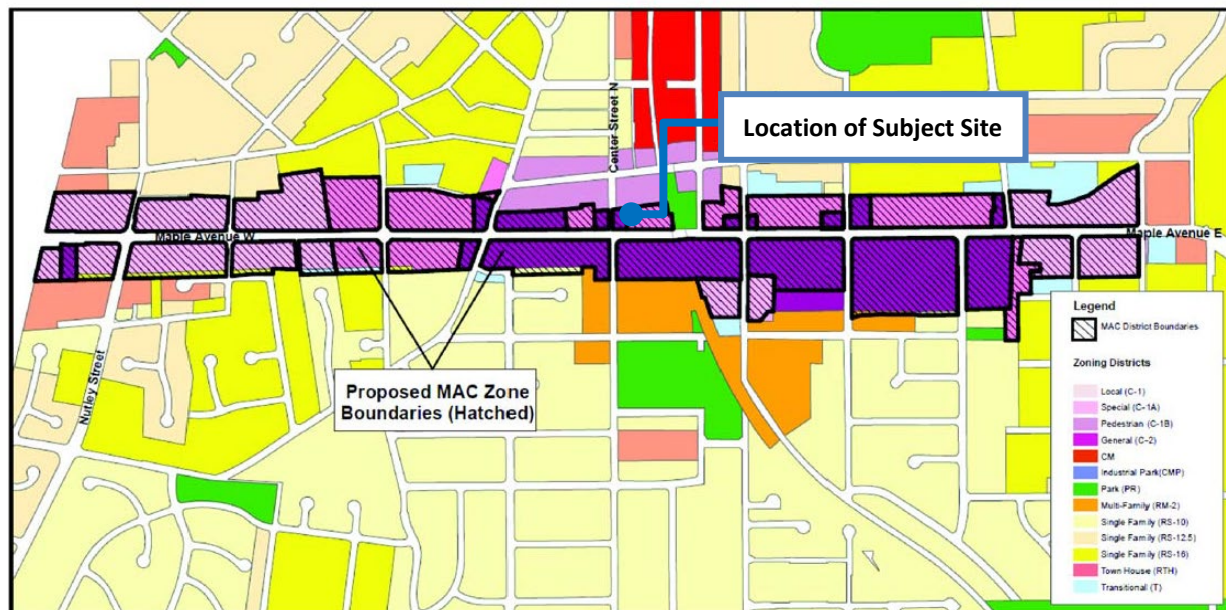 Center Street N
Location of Subject Site
Maple Avenue W
Maple Avenue E
Nutley Street
Proposed MAC Zone
Boundaries (Hatched)
Legend
MAC District Boundaries
Zoning Districts
Local (C-1)
Special (C-1A)
Pedestrian (C-1B)
General (C-2)
CM
Industrial Park(CMP)
Park (PR)
Multi-Family (RM-2)
Single Family (RS-10)
Single Family (RS-12.5)
Single Family (RS-16)
Town House (RTH)
Transitional (T)